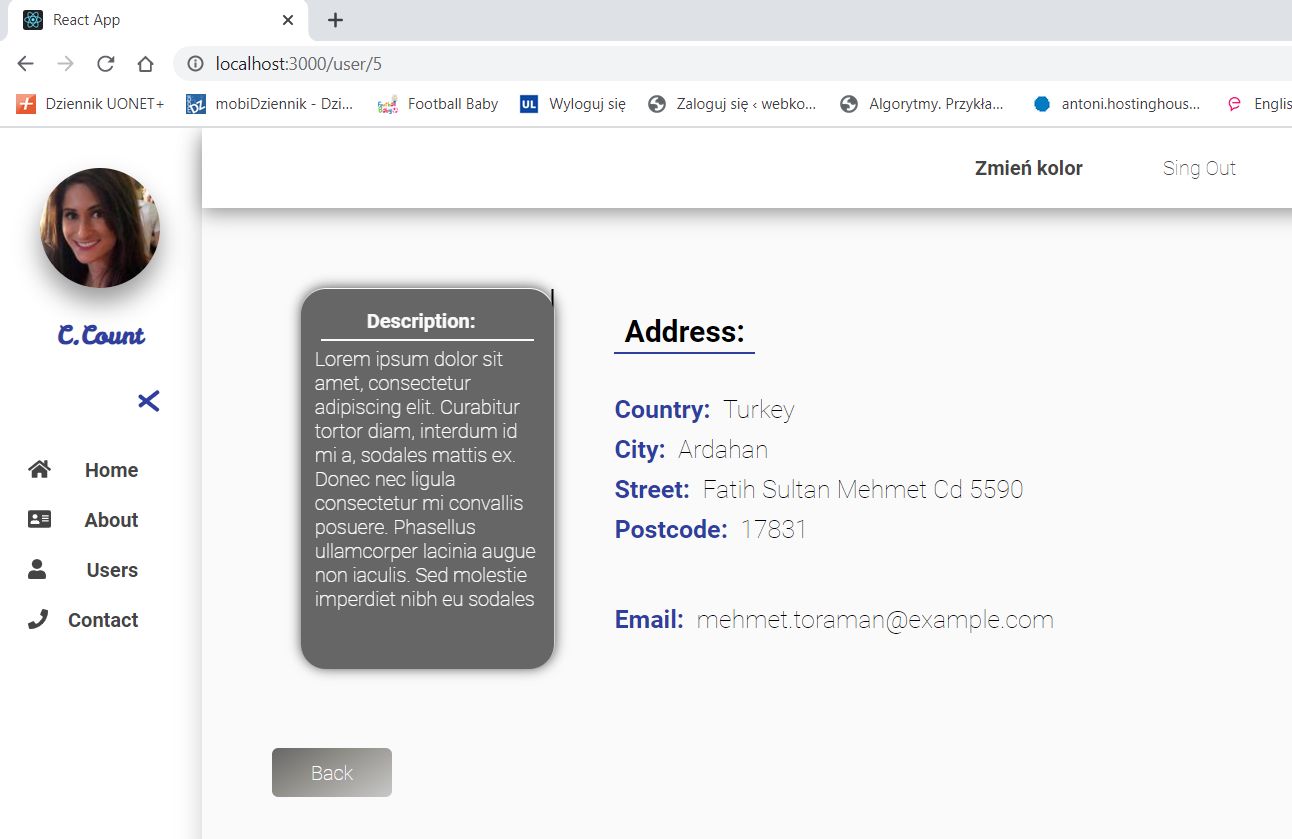 React App
localhost:3000/user/5
Dziennik UONET+ mobiDziennik - Dzi... Football Baby UL Wyloguj się Zaloguj się ‹ webko... Algorytmy. Przykła... antoni.hostinghous... Englis
Zmień kolor Sing Out
C.Count
Home
About
Users
Contact
Description:
Lorem ipsum dolor sit
amet, consectetur
adipiscing elit. Curabitur
tortor diam, interdum id
mi a, sodales mattis ex.
Donec nec ligula
consectetur mi convallis
posuere. Phasellus
ullamcorper lacinia augue
non iaculis. Sed molestie
imperdiet nibh eu sodales
Address:
Country: Turkey
City: Ardahan
Street: Fatih Sultan Mehmet Cd 5590
Postcode: 17831
Email: mehmet.toraman@example.com
Back